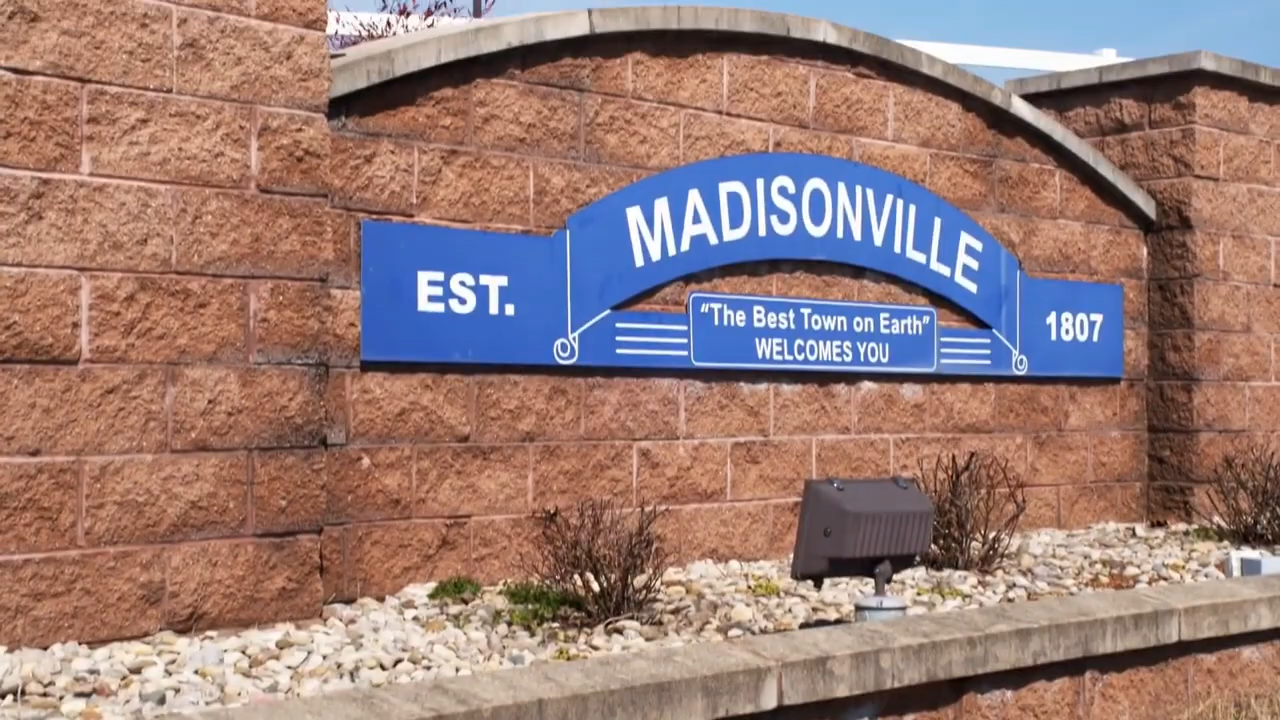 MADISONVILLE
EST.
1807
“The Best Town on Earth”
WELCOMES YOU